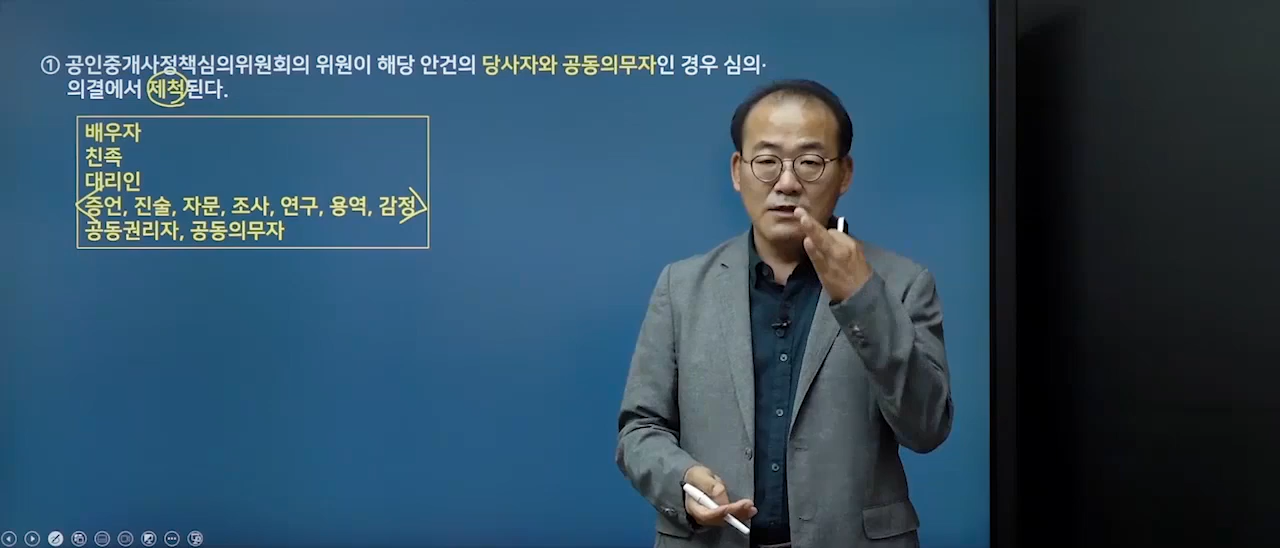 ① 공인중개사정책심의위원회의 위원이 해당 안건의 당사자와 공동의무자인 경우 심의·
의결에서 제척된다.
배우자
친족
대리인
증언, 진술, 자문, 조사, 연구, 용역, 감정
공동권리자, 공동의무자